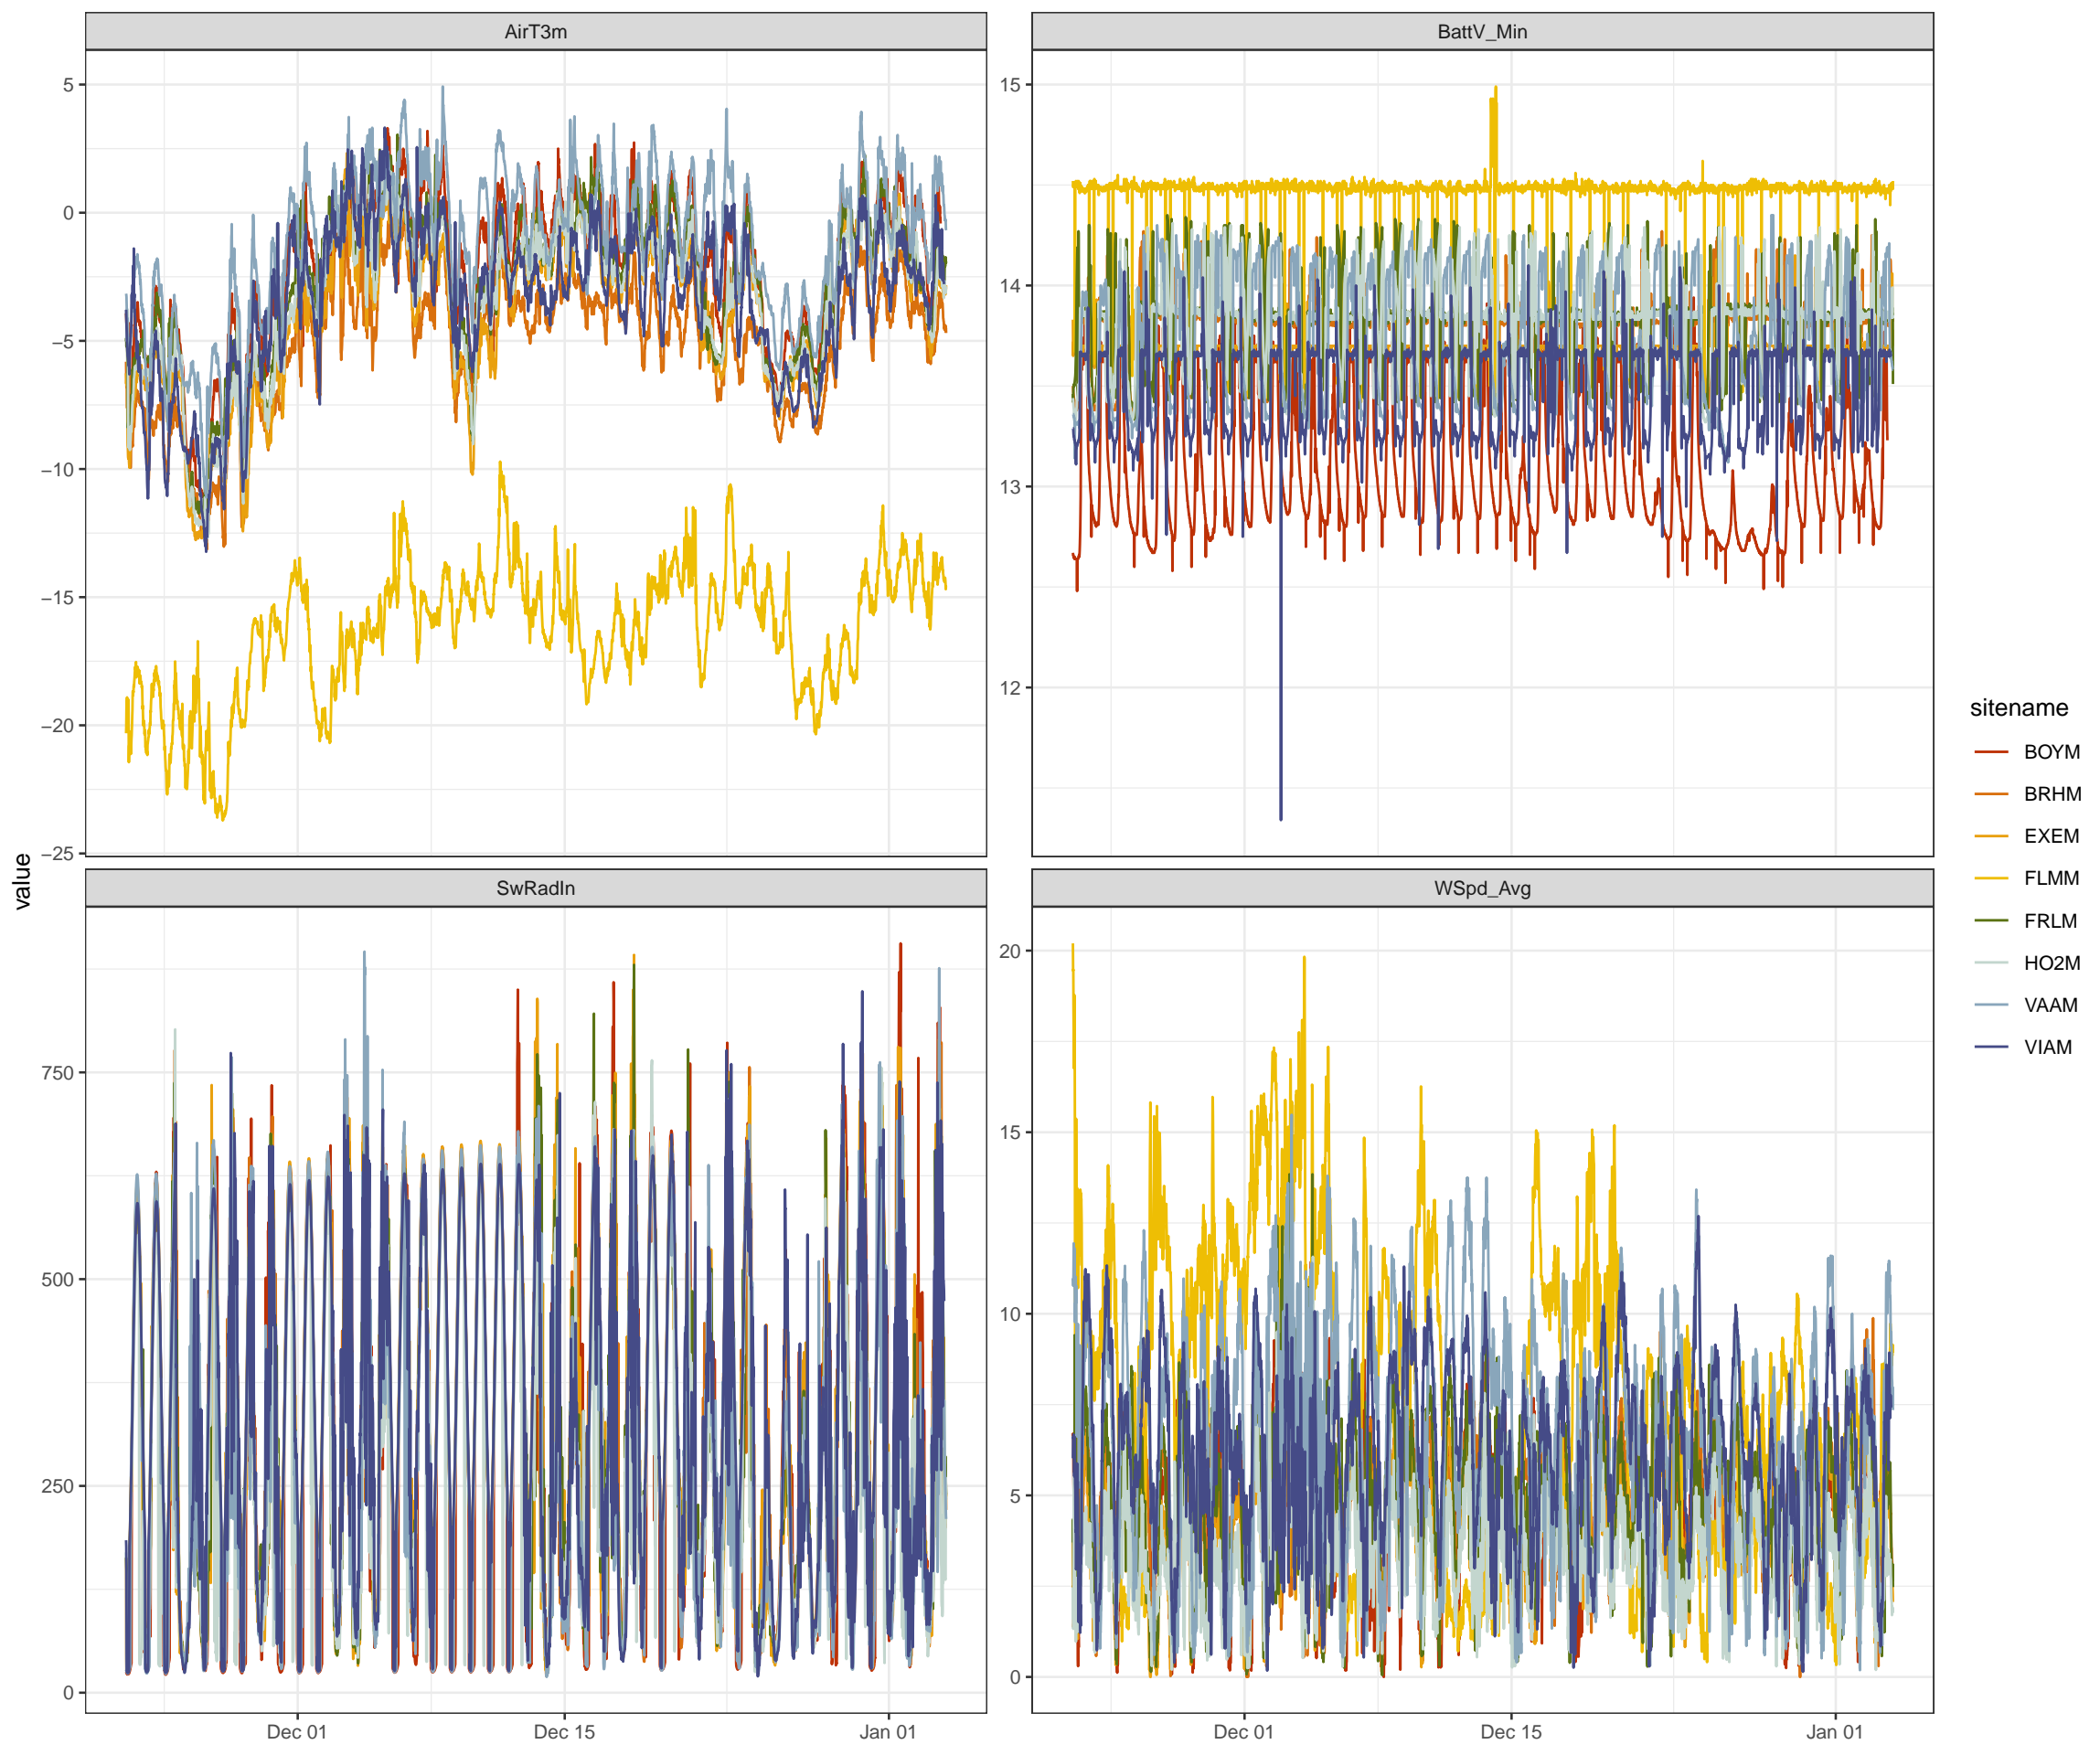 AirT3m
BattV_Min
5
0
−5
−10
−15
−20
−25
15
14
13
12
SwRadIn
WSpd_Avg
750
500
250
0
20
15
10
5
0
Dec 01
Dec 15
Jan 01
Dec 01
Dec 15
Jan 01
value
sitename
BOYM
BRHM
EXEM
FLMM
FRLM
HO2M
VAAM
VIAM